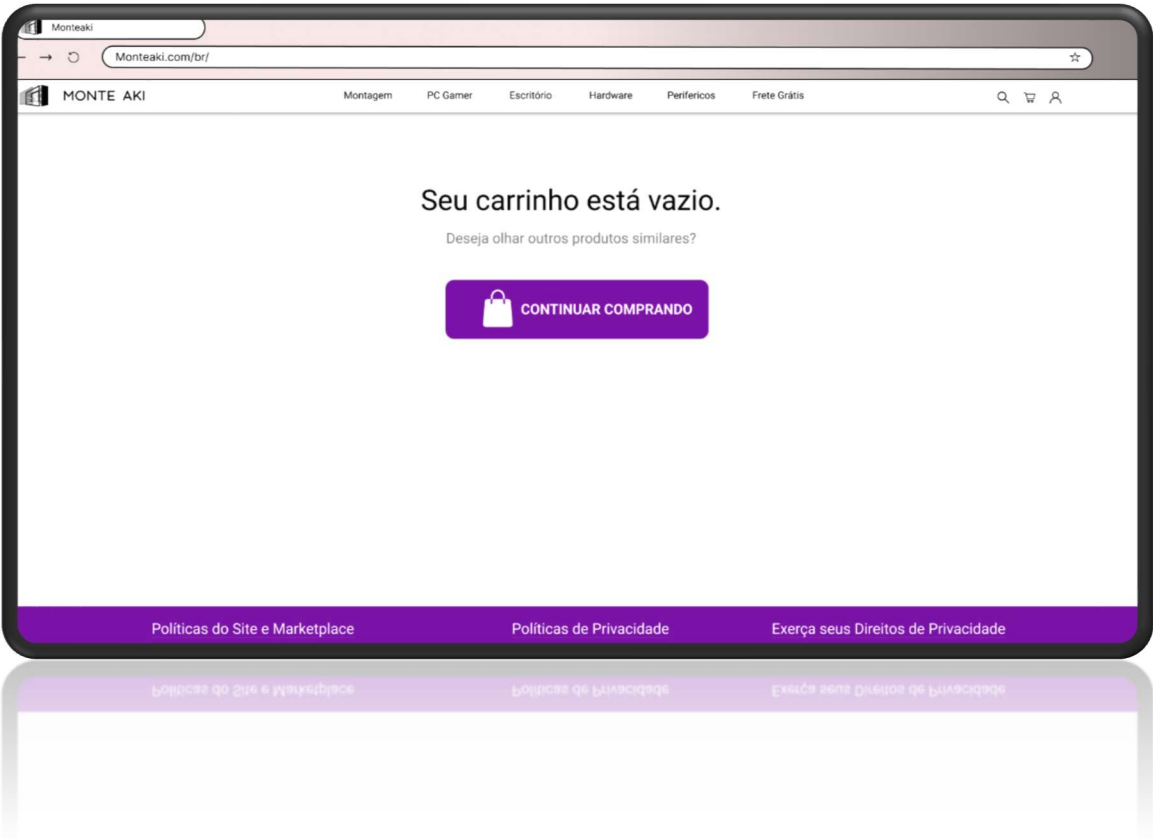 Monteaki
Monteaki.com/br/
MONTE AKI
Montagem PC Gamer Escritório Hardware Perifericos Frete Grátis
Seu carrinho está vazio.
Deseja olhar outros produtos similares?
CONTINUAR COMPRANDO
Políticas do Site e Marketplace Políticas de Privacidade Exerça seus Direitos de Privacidade